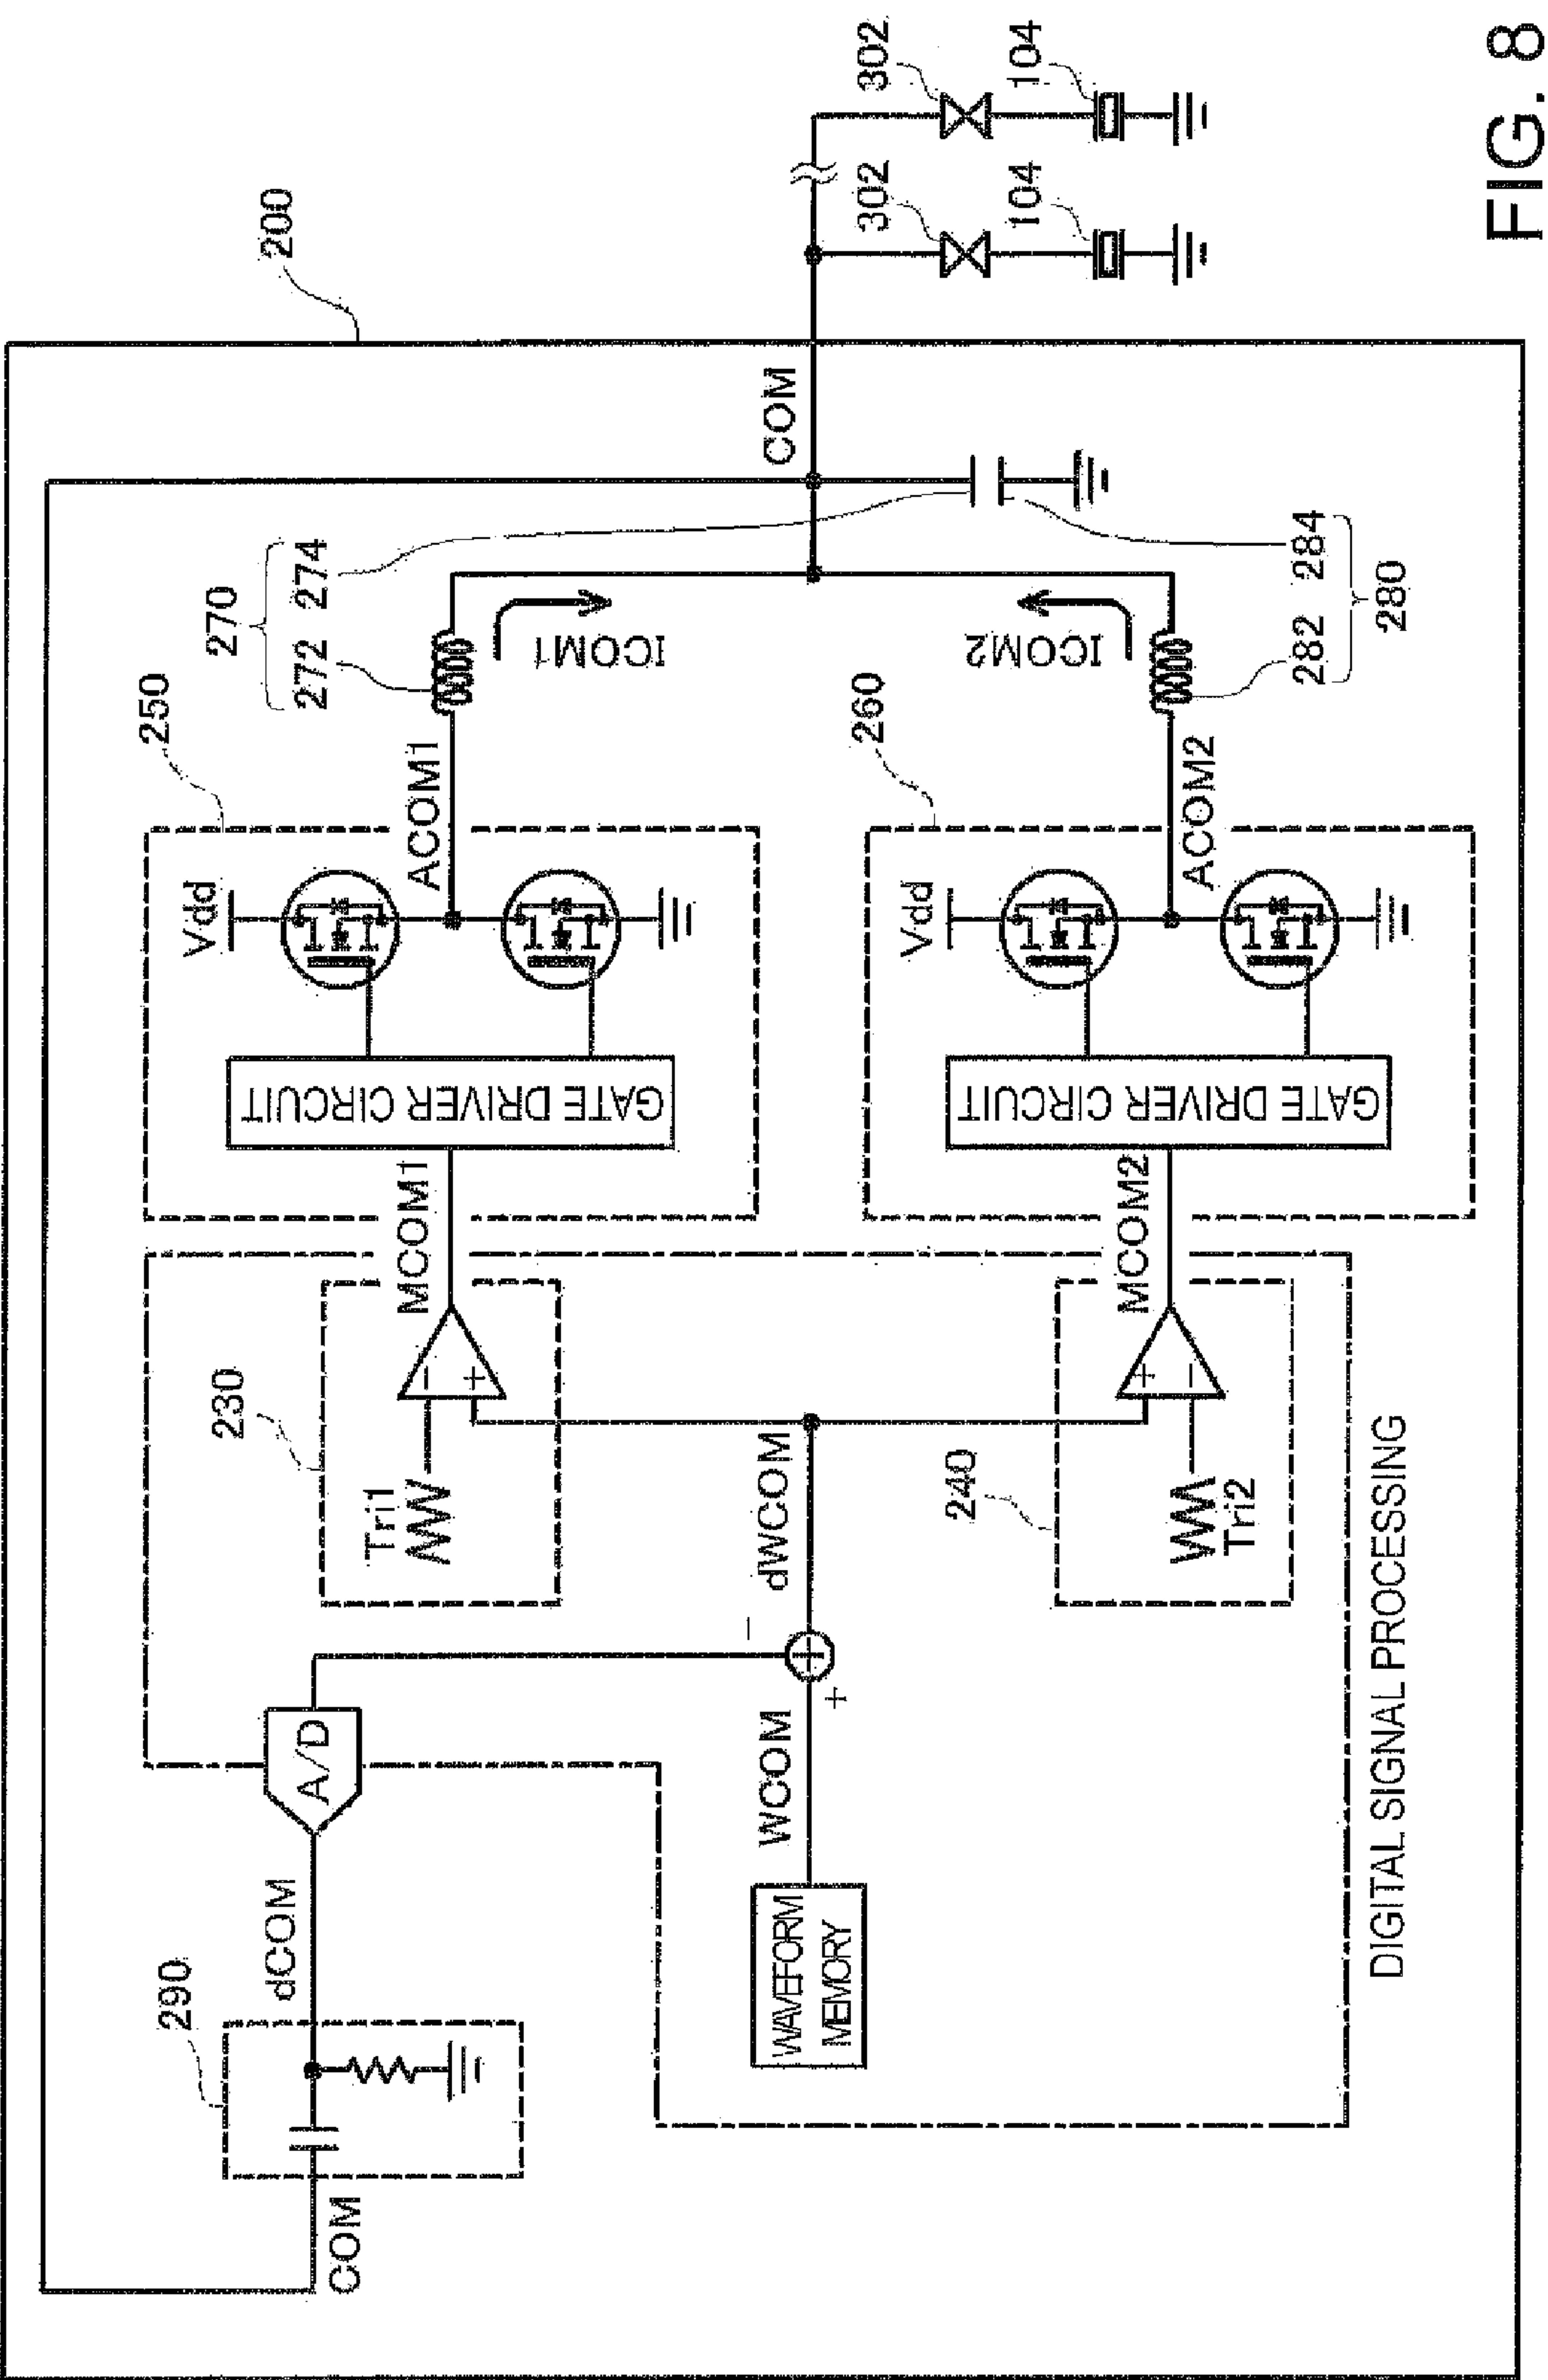 200
250
270
272 274
Vdd
ACOM1
ICOM1
GATE DRIVER CIRCUIT
MCOM1
230
Tri1
−
+
290
COM
dCOM
A/D
−
WAVEFORM
MEMORY
WCOM
+
dWCOM
COM
302
302
104
104
260
Vdd
ACOM2
ICOM2
282 284
280
GATE DRIVER CIRCUIT
MCOM2
240
+
−
Tri2
DIGITAL SIGNAL PROCESSING
FIG. 8